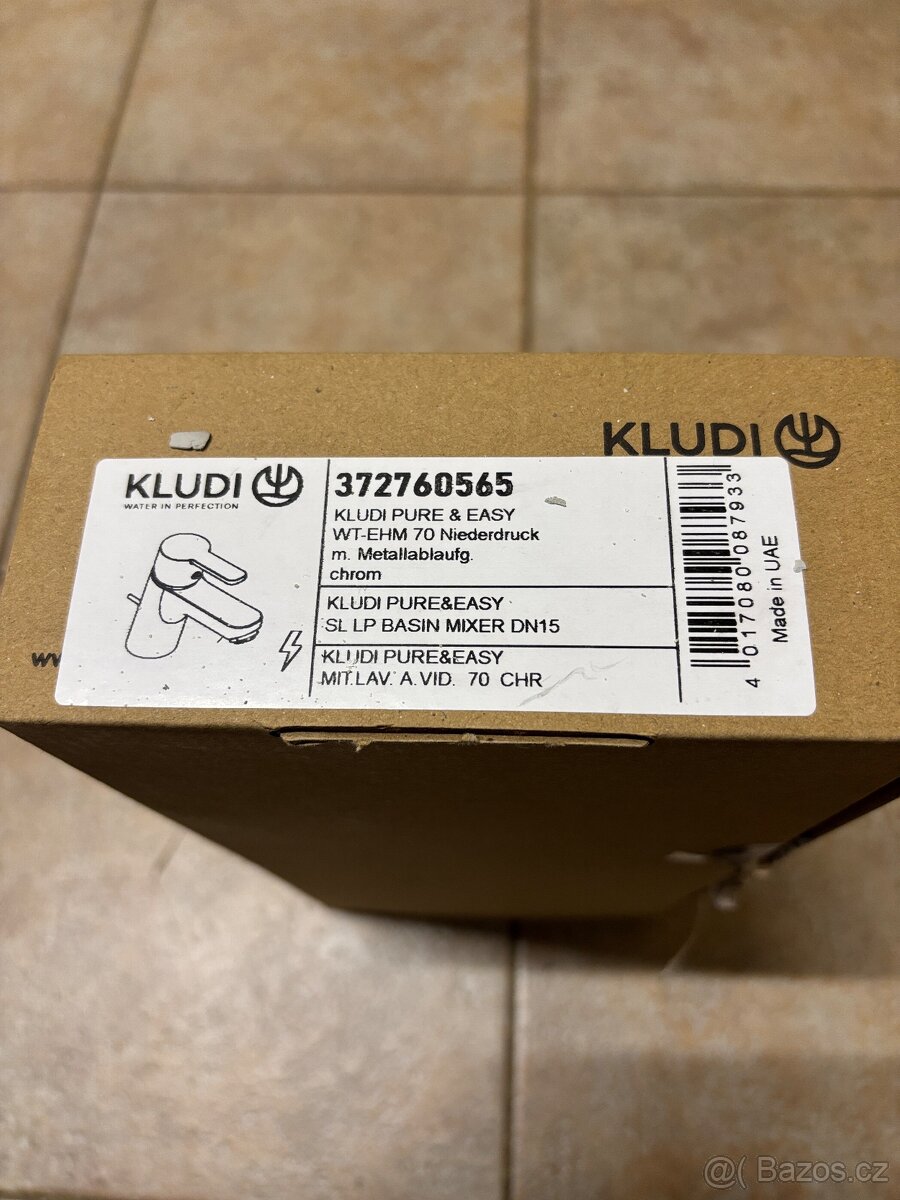 KLUDI
KLUDI
WATER IN PERFECTION
372760565
KLUDI PURE & EASY
WT-EHM 70 Niederdruck
m. Metallablaufg.
chrom
KLUDI PURE&EASY
SL LP BASIN MIXER DN15
KLUDI PURE&EASY
MIT.LAV. A.VID. 70 CHR
4 017080 087933
Made in UAE
@( Bazos.cz